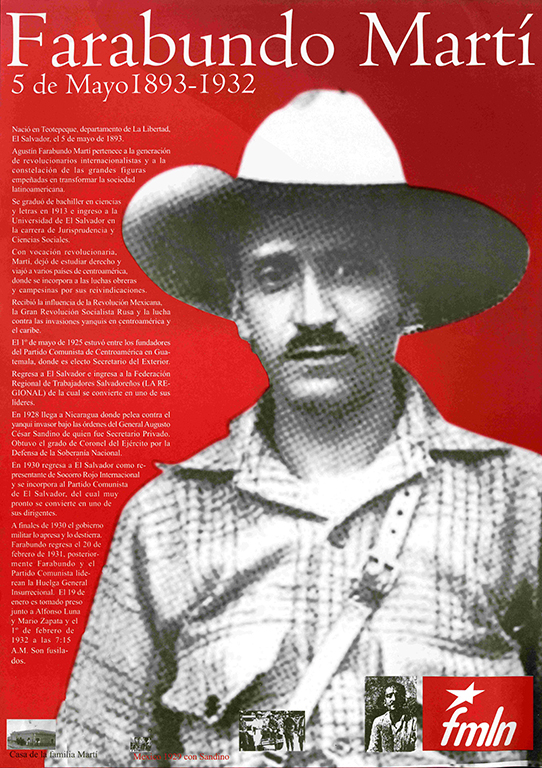 Farabundo Martí
5 de Mayo1893-1932
Nació en Teotepeque, departamento de La Libertad,
El Salvador, el 5 de mayo de 1893.
Agustín Farabundo Martí pertenece a la generación
de revolucionarios internacionalistas y a la
constelación de las grandes figuras
empeñadas en transformar la sociedad
latinoamericana.
Se graduó de bachiller en ciencias
y letras en 1913 e ingreso a la
Universidad de El Salvador en
la carrera de Jurisprudencia y
Ciencias Sociales.
Con vocación revolucionaria,
Martí, dejó de estudiar derecho y
viajó a varios países de centroamérica,
donde se incorpora a las luchas obreras
y campesinas por sus reivindicaciones.
Recibió la influencia de la Revolución Mexicana,
la Gran Revolución Socialista Rusa y la lucha
contra las invasiones yanquis en centroamérica y
el caribe.
El 1º de mayo de 1925 estuvó entre los fundadores
del Partido Comunista de Centroamérica en Gua-
temala, donde es electo Secretario del Exterior.
Regresa a El Salvador e ingresa a la Federación
Regional de Trabajadores Salvadoreños (LA RE-
GIONAL) de la cual se convierte en uno de sus
líderes.
En 1928 llega a Nicaragua donde pelea contra el
yanqui invasor bajo las órdenes del General Augusto
César Sandino de quien fue Secretario Privado.
Obtuvo el grado de Coronel del Ejército por la
Defensa de la Soberanía Nacional.
En 1930 regresa a El Salvador como re-
presentante de Socorro Rojo Internacional
y se incorpora al Partido Comunista
de El Salvador, del cual muy
pronto se convierte en uno de
sus dirigentes.
A finales de 1930 el gobierno
militar lo apresa y lo destierra.
Farabundo regresa el 20 de
febrero de 1931, posterior-
mente Farabundo y el
Partido Comunista lide-
rean la Huelga General
Insurreccional. El 19 de
enero es tomado preso
junto a Alfonso Luna
y Mario Zapata y el
1º de febrero de
1932 a las 7:15
A.M. Son fusila-
dos.
Casa de la familia Martí
México 1929 con Sandino
fmln